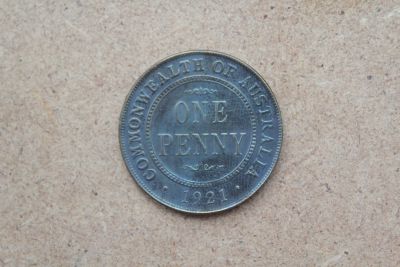 COMMONWEALTH OF AUSTRALIA
ONE
PENNY
1921